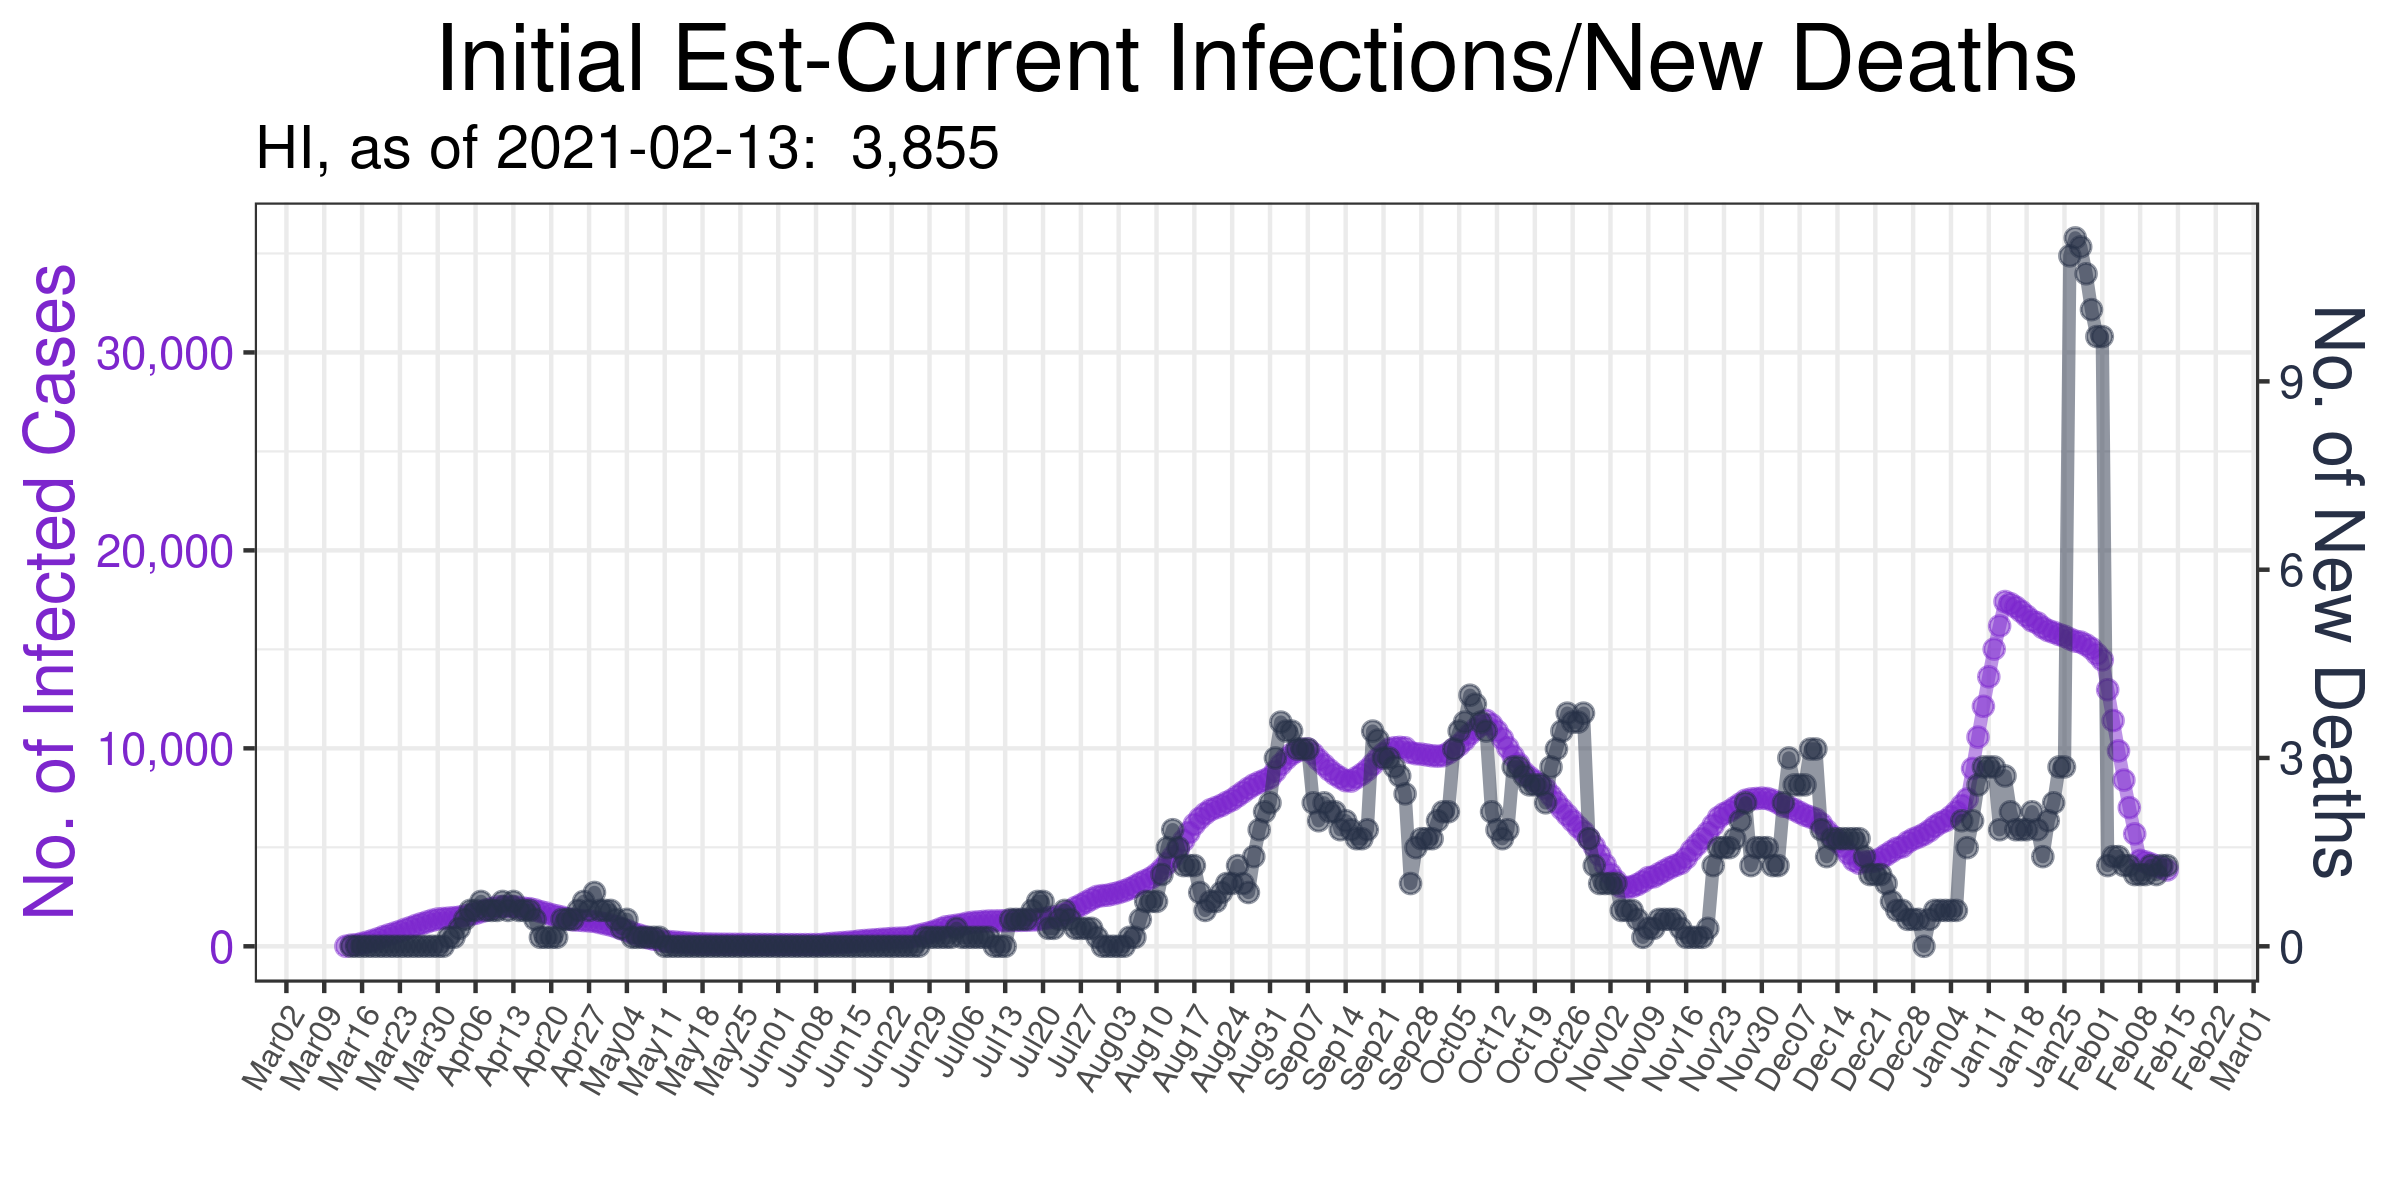 Initial Est-Current Infections/New Deaths
HI, as of 2021-02-13:  3,855
No. of Infected Cases
30,000
20,000
10,000
0
9
6
3
0
No. of New Deaths
Mar02
Mar09
Mar16
Mar23
Mar30
Apr06
Apr13
Apr20
Apr27
May04
May11
May18
May25
Jun01
Jun08
Jun15
Jun22
Jun29
Jul06
Jul13
Jul20
Jul27
Aug03
Aug10
Aug17
Aug24
Aug31
Sep07
Sep14
Sep21
Sep28
Oct05
Oct12
Oct19
Oct26
Nov02
Nov09
Nov16
Nov23
Nov30
Dec07
Dec14
Dec21
Dec28
Jan04
Jan11
Jan18
Jan25
Feb01
Feb08
Feb15
Feb22
Mar01